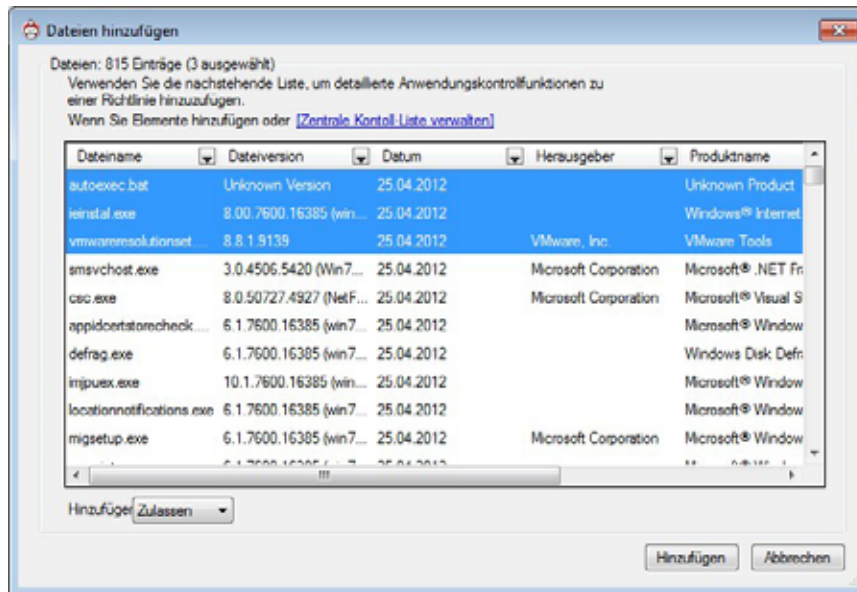 Dateien hinzufügen
Dateien: 815 Einträge (3 ausgewählt)
Verwenden Sie die nachstehende Liste, um detaillierte Anwendungskontrollfunktionen zu
einer Richtlinie hinzuzufügen.
Wenn Sie Elemente hinzufügen oder [Zentrale Kontoll-Liste verwalten]
Dateiname Dateiversion Datum Herausgeber Produktname
autoexec.bat Unknown Version 25.04.2012 Unknown Product
ieinstal.exe 8.00.7600.16385 (win... 25.04.2012 Windows® Internet
vmwareresolutionset... 8.8.1.9139 25.04.2012 VMware, Inc. VMware Tools
smsvchost.exe 3.0.4506.5420 (Win7... 25.04.2012 Microsoft Corporation Microsoft® .NET Fr
csc.exe 8.0.50727.4927 (NetF... 25.04.2012 Microsoft Corporation Microsoft® Visual S
appidcertstorecheck.... 6.1.7600.16385 (win7... 25.04.2012 Microsoft® Window
defrag.exe 6.1.7600.16385 (win7... 25.04.2012 Windows Disk Defr
imjpuex.exe 10.1.7600.16385 (win... 25.04.2012 Microsoft® Window
locationnotifications.exe 6.1.7600.16385 (win7... 25.04.2012 Microsoft® Window
migsetup.exe 6.1.7600.16385 (win7... 25.04.2012 Microsoft Corporation Microsoft® Window
Hinzufüger Zulassen
Hinzufügen Abbrechen